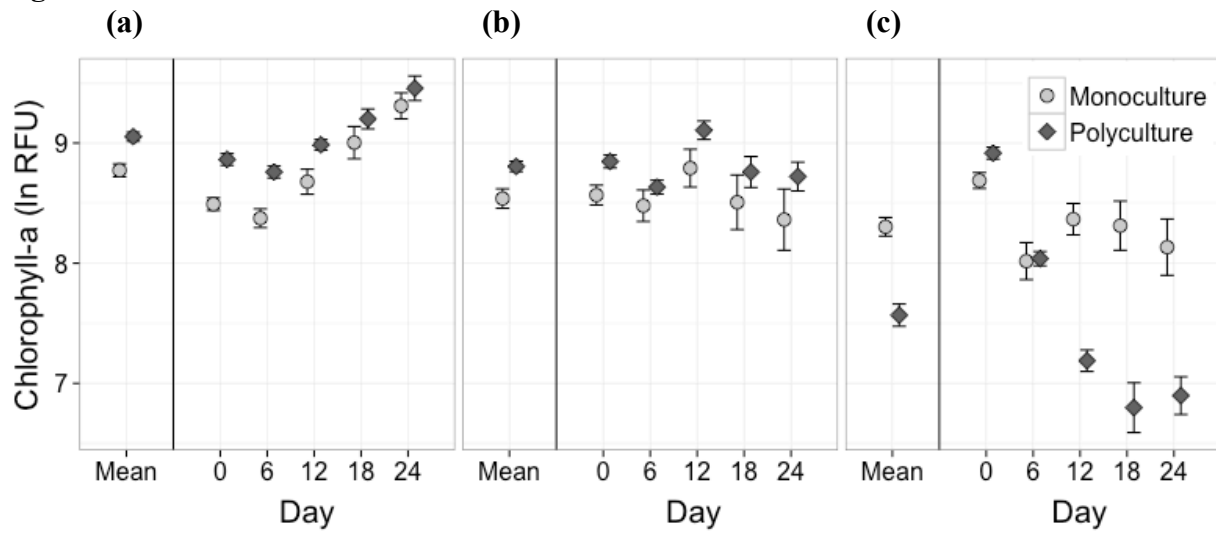 (a) (b) (c)
Chlorophyll-a (ln RFU)
9
8
7
Monoculture
Polyculture
Mean 0 6 12 18 24 Mean 0 6 12 18 24 Mean 0 6 12 18 24
Day Day Day